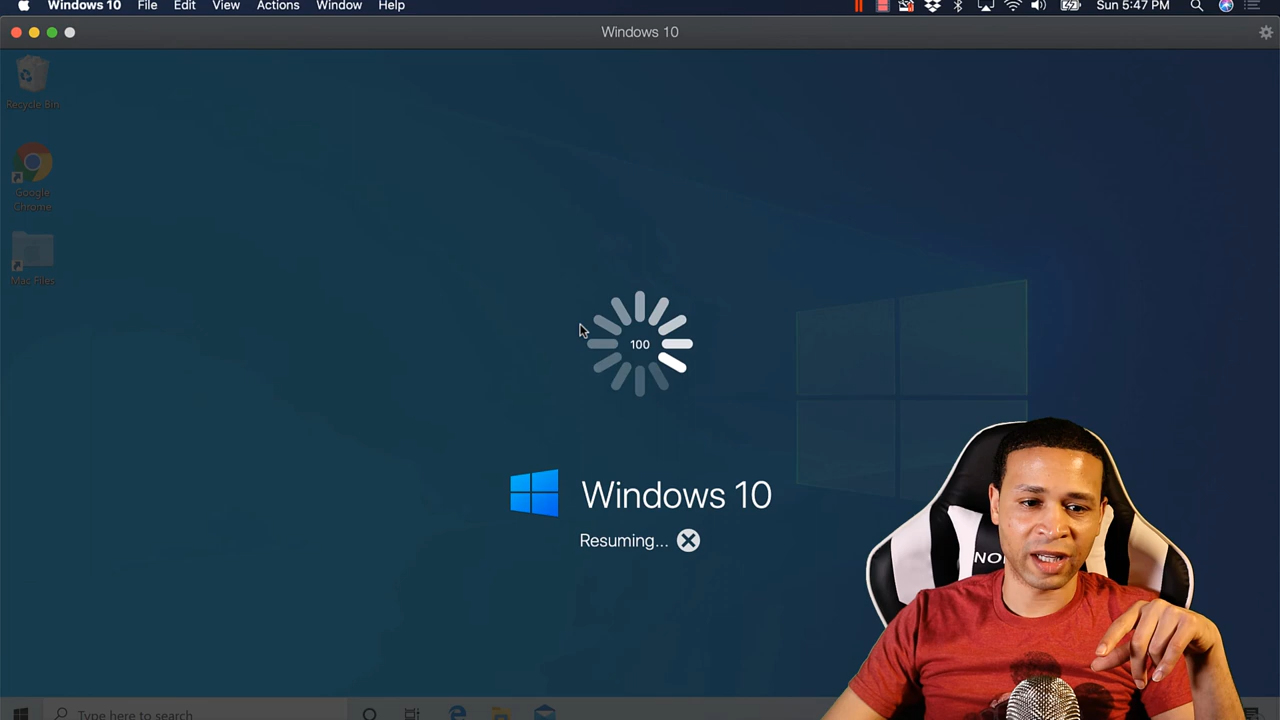 Windows 10 File Edit View Actions Window Help Sun 5:47 PM
Windows 10
Recycle Bin
Google
Chrome
Mac Files
100
Windows 10
Resuming...
Type here to search